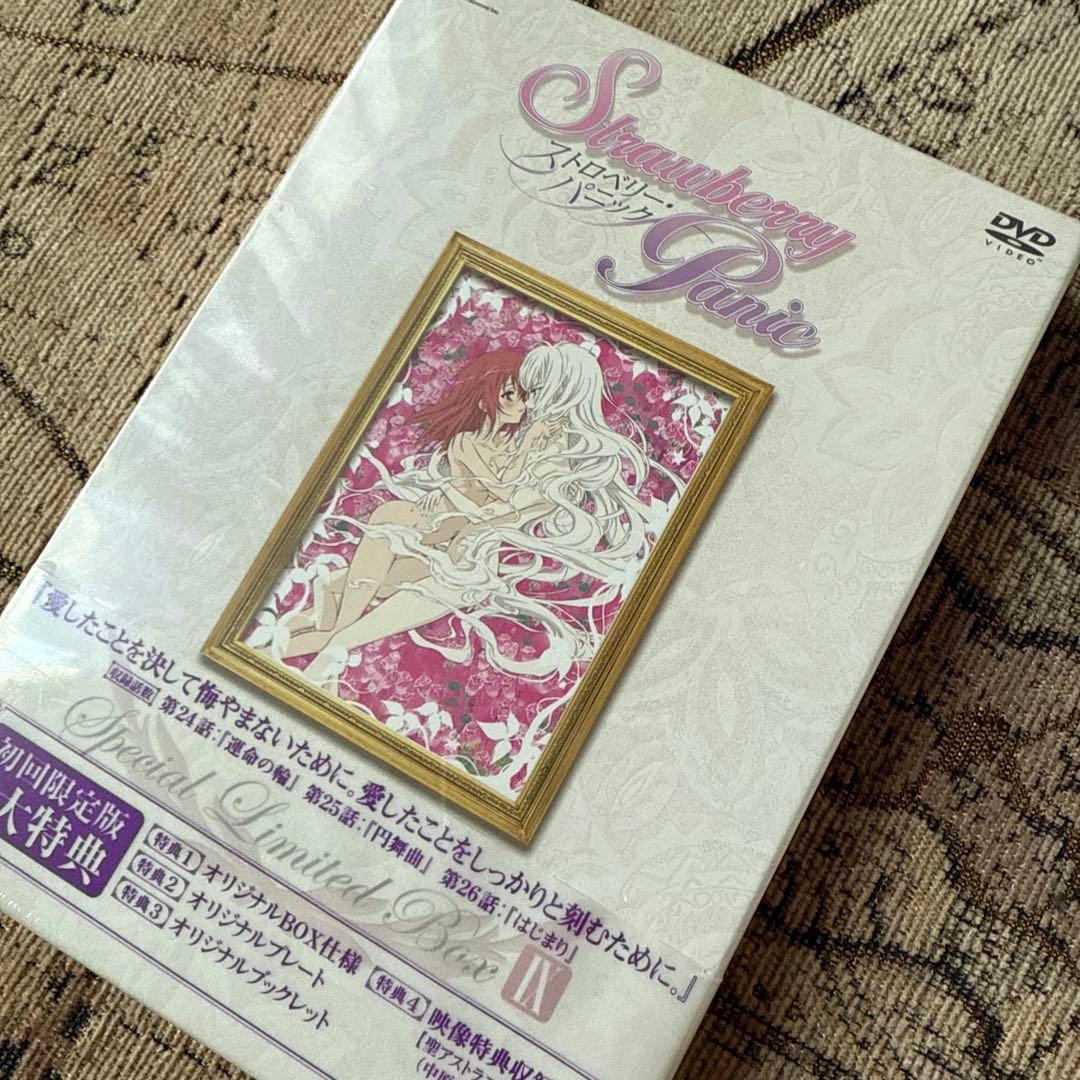 Strawberry
ストロベリー・
パニック
Panic
DVD
VIDEO™
『愛したことを決して悔やまないために。愛したことをしっかりと刻むために。』
収録話数 第24話:『運命の輪』 第25話:『円舞曲』 第26話:『はじまり』
Special Limited Box IX
初回限定版
大特典
特典1 オリジナルBOX仕様
特典2 オリジナルプレート
特典3 オリジナルブックレット
特典4 映像特典収
【聖アストラ